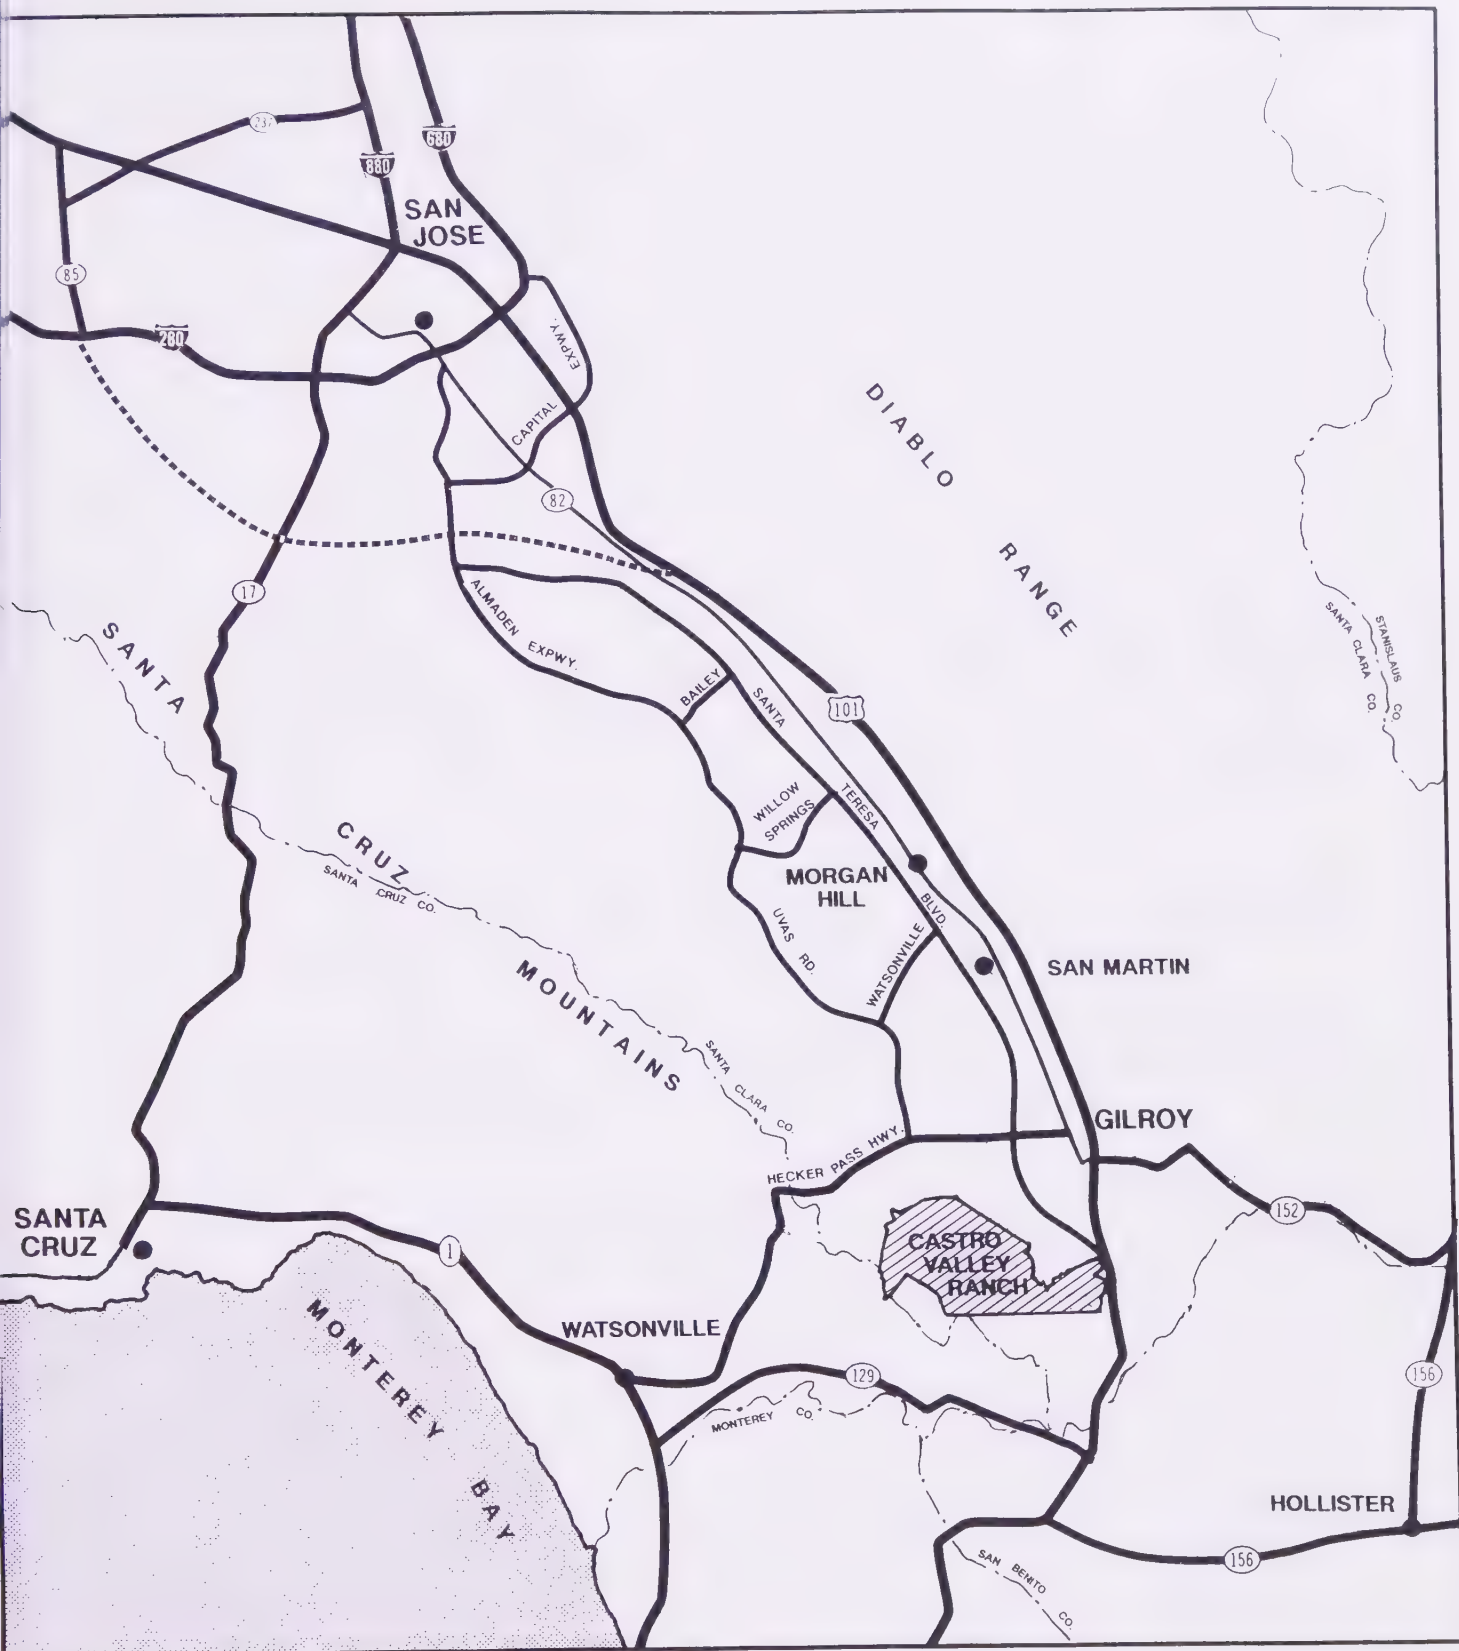 237
680
880
SAN
JOSE
85
280
EXPWY.
CAPITAL
82
DIABLO
RANGE
17
ALMADEN EXPWY.
STANISLAUS CO.
SANTA CLARA CO.
SANTA
BAILEY
SANTA
101
WILLOW
SPRINGS
TERESA
CRUZ
SANTA CRUZ CO.
MORGAN
HILL
BLVD.
UVAS RD.
WATSONVILLE
SAN MARTIN
MOUNTAINS
SANTA CLARA CO.
GILROY
HECKER PASS HWY.
152
SANTA
CRUZ
1
CASTRO
VALLEY
RANCH
MONTEREY
BAY
WATSONVILLE
129
156
MONTEREY CO.
HOLLISTER
156
SAN BENITO CO.